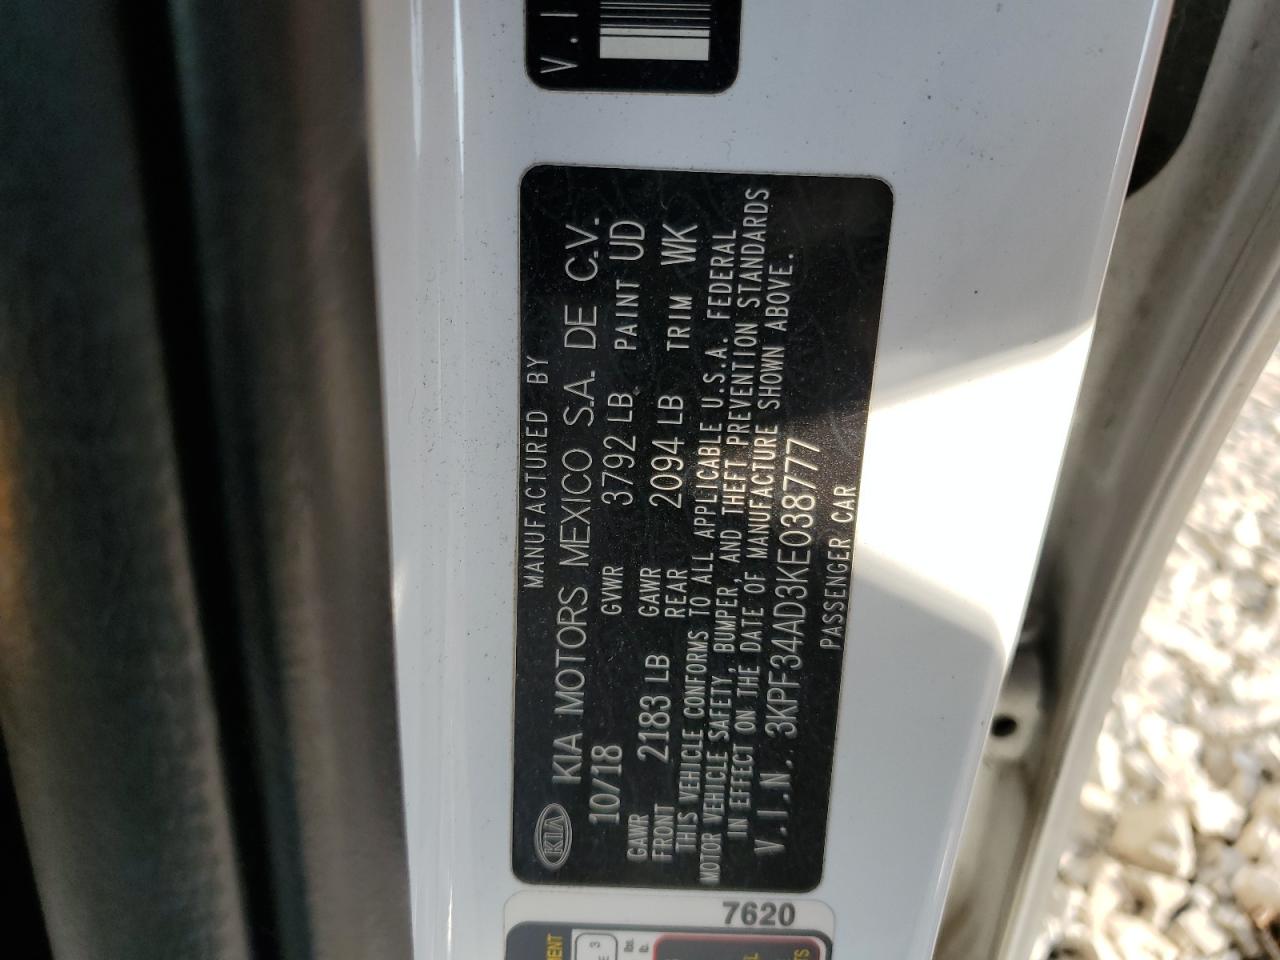 V.I
MANUFACTURED BY
KIA KIA MOTORS MEXICO S.A. DE C.V.
10/18 GVWR 3792 LB PAINT UD
GAWR FRONT 2183 LB GAWR REAR 2094 LB TRIM WK
THIS VEHICLE CONFORMS TO ALL APPLICABLE U.S.A. FEDERAL
MOTOR VEHICLE SAFETY, BUMPER, AND THEFT PREVENTION STANDARDS
IN EFFECT ON THE DATE OF MANUFACTURE SHOWN ABOVE.
V.I.N. 3KPF34AD3KE038777
PASSENGER CAR
7620